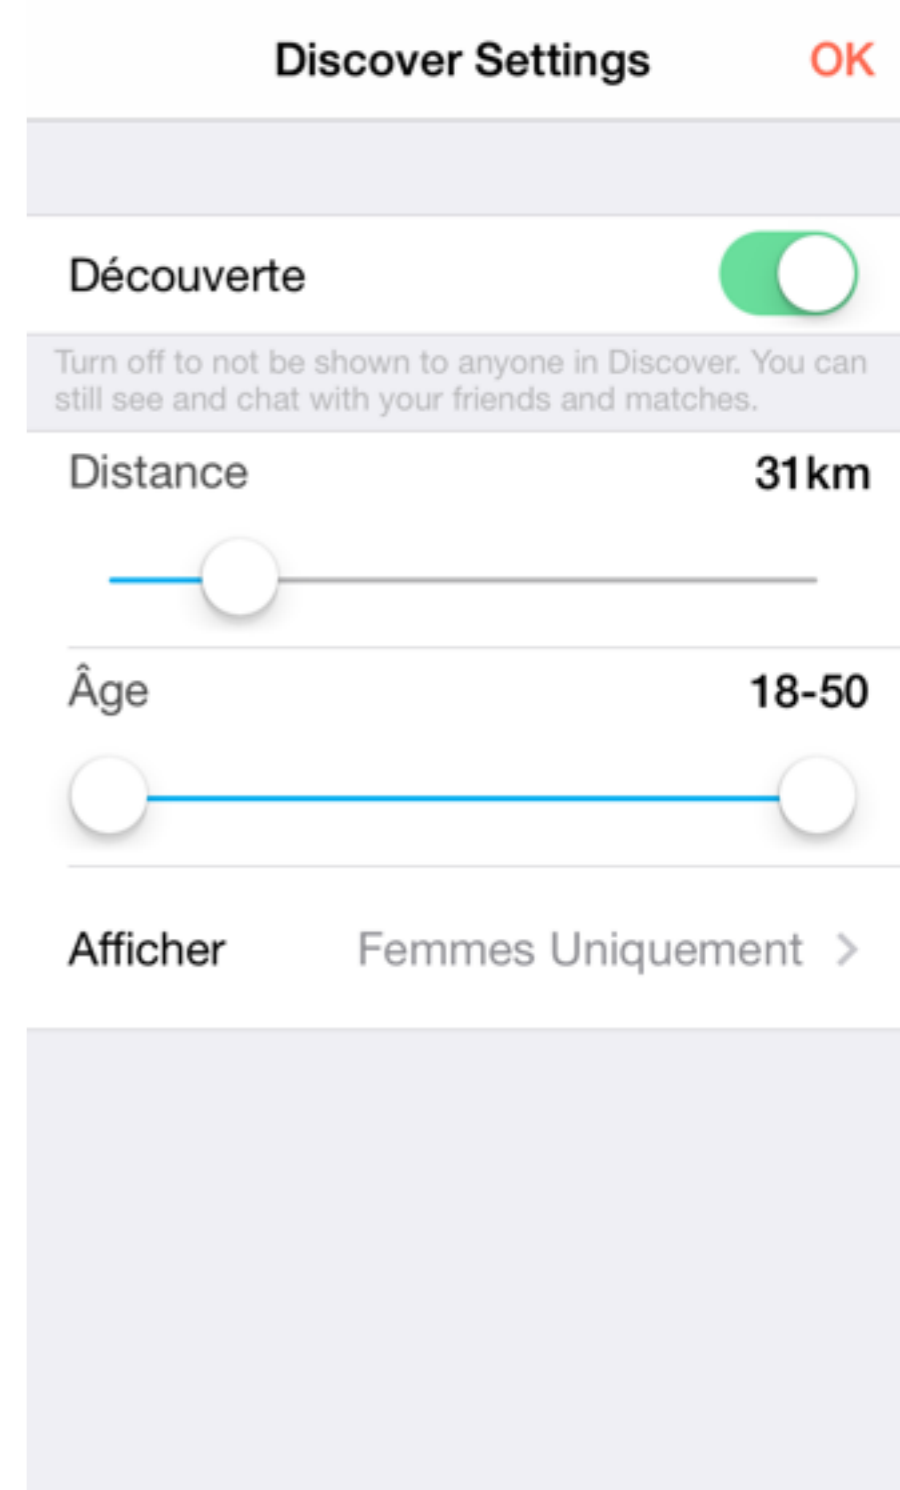 Discover Settings OK
Découverte
Turn off to not be shown to anyone in Discover. You can
still see and chat with your friends and matches.
Distance 31km
Âge 18-50
Afficher Femmes Uniquement